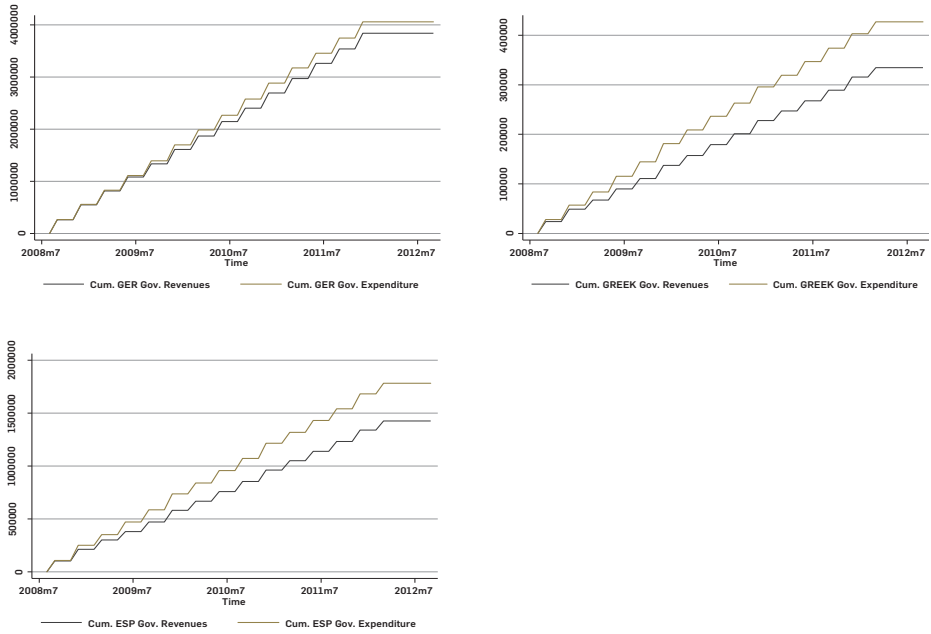 4000000
3000000
2000000
1000000
0
2008m7 2009m7 2010m7 2011m7 2012m7
Time
Cum. GER Gov. Revenues Cum. GER Gov. Expenditure
400000
300000
200000
100000
0
2008m7 2009m7 2010m7 2011m7 2012m7
Time
Cum. GREEK Gov. Revenues Cum. GREEK Gov. Expenditure
2000000
1500000
1000000
500000
0
2008m7 2009m7 2010m7 2011m7 2012m7
Time
Cum. ESP Gov. Revenues Cum. ESP Gov. Expenditure